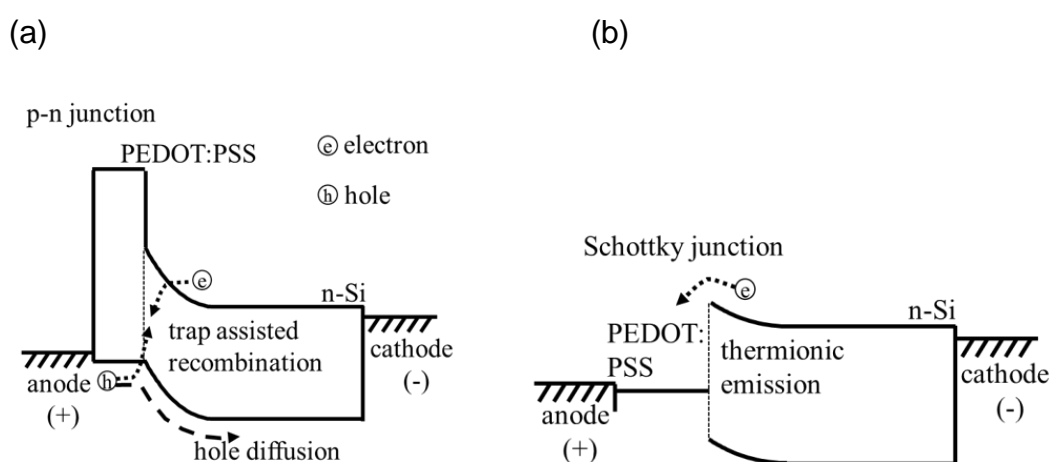 (a)
p-n junction
PEDOT:PSS
ⓔ electron
ⓗ hole
ⓔ
n-Si
trap assisted
recombination
cathode
(-)
anode ⓗ
(+)
hole diffusion
(b)
Schottky junction
ⓔ
n-Si
PEDOT:
PSS
thermionic
emission
cathode
(-)
anode
(+)